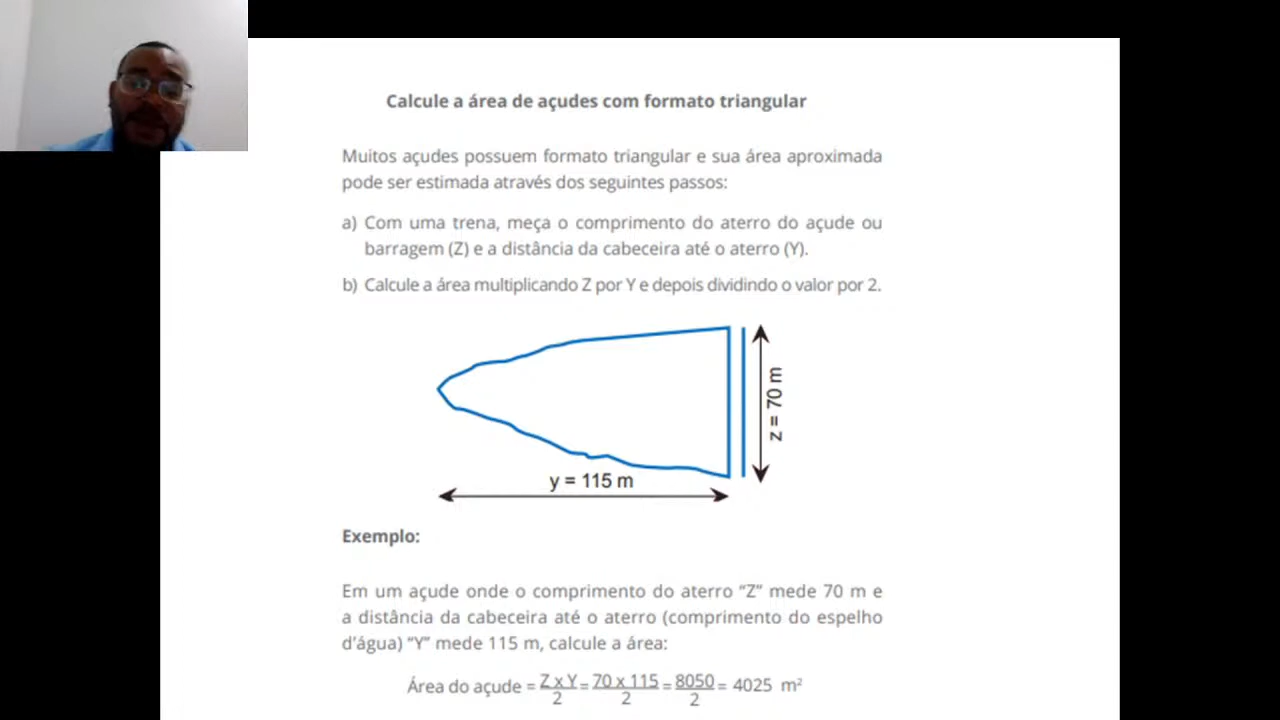 Calcule a área de açudes com formato triangular
Muitos açudes possuem formato triangular e sua área aproximada
pode ser estimada através dos seguintes passos:
a) Com uma trena, meça o comprimento do aterro do açude ou
barragem (Z) e a distância da cabeceira até o aterro (Y).
b) Calcule a área multiplicando Z por Y e depois dividindo o valor por 2.
z = 70 m
y = 115 m
Exemplo:
Em um açude onde o comprimento do aterro “Z” mede 70 m e
a distância da cabeceira até o aterro (comprimento do espelho
d’água) “Y” mede 115 m, calcule a área:
Área do açude = Z x Y / 2 = 70 x 115 / 2 = 8050 / 2 = 4025 m²